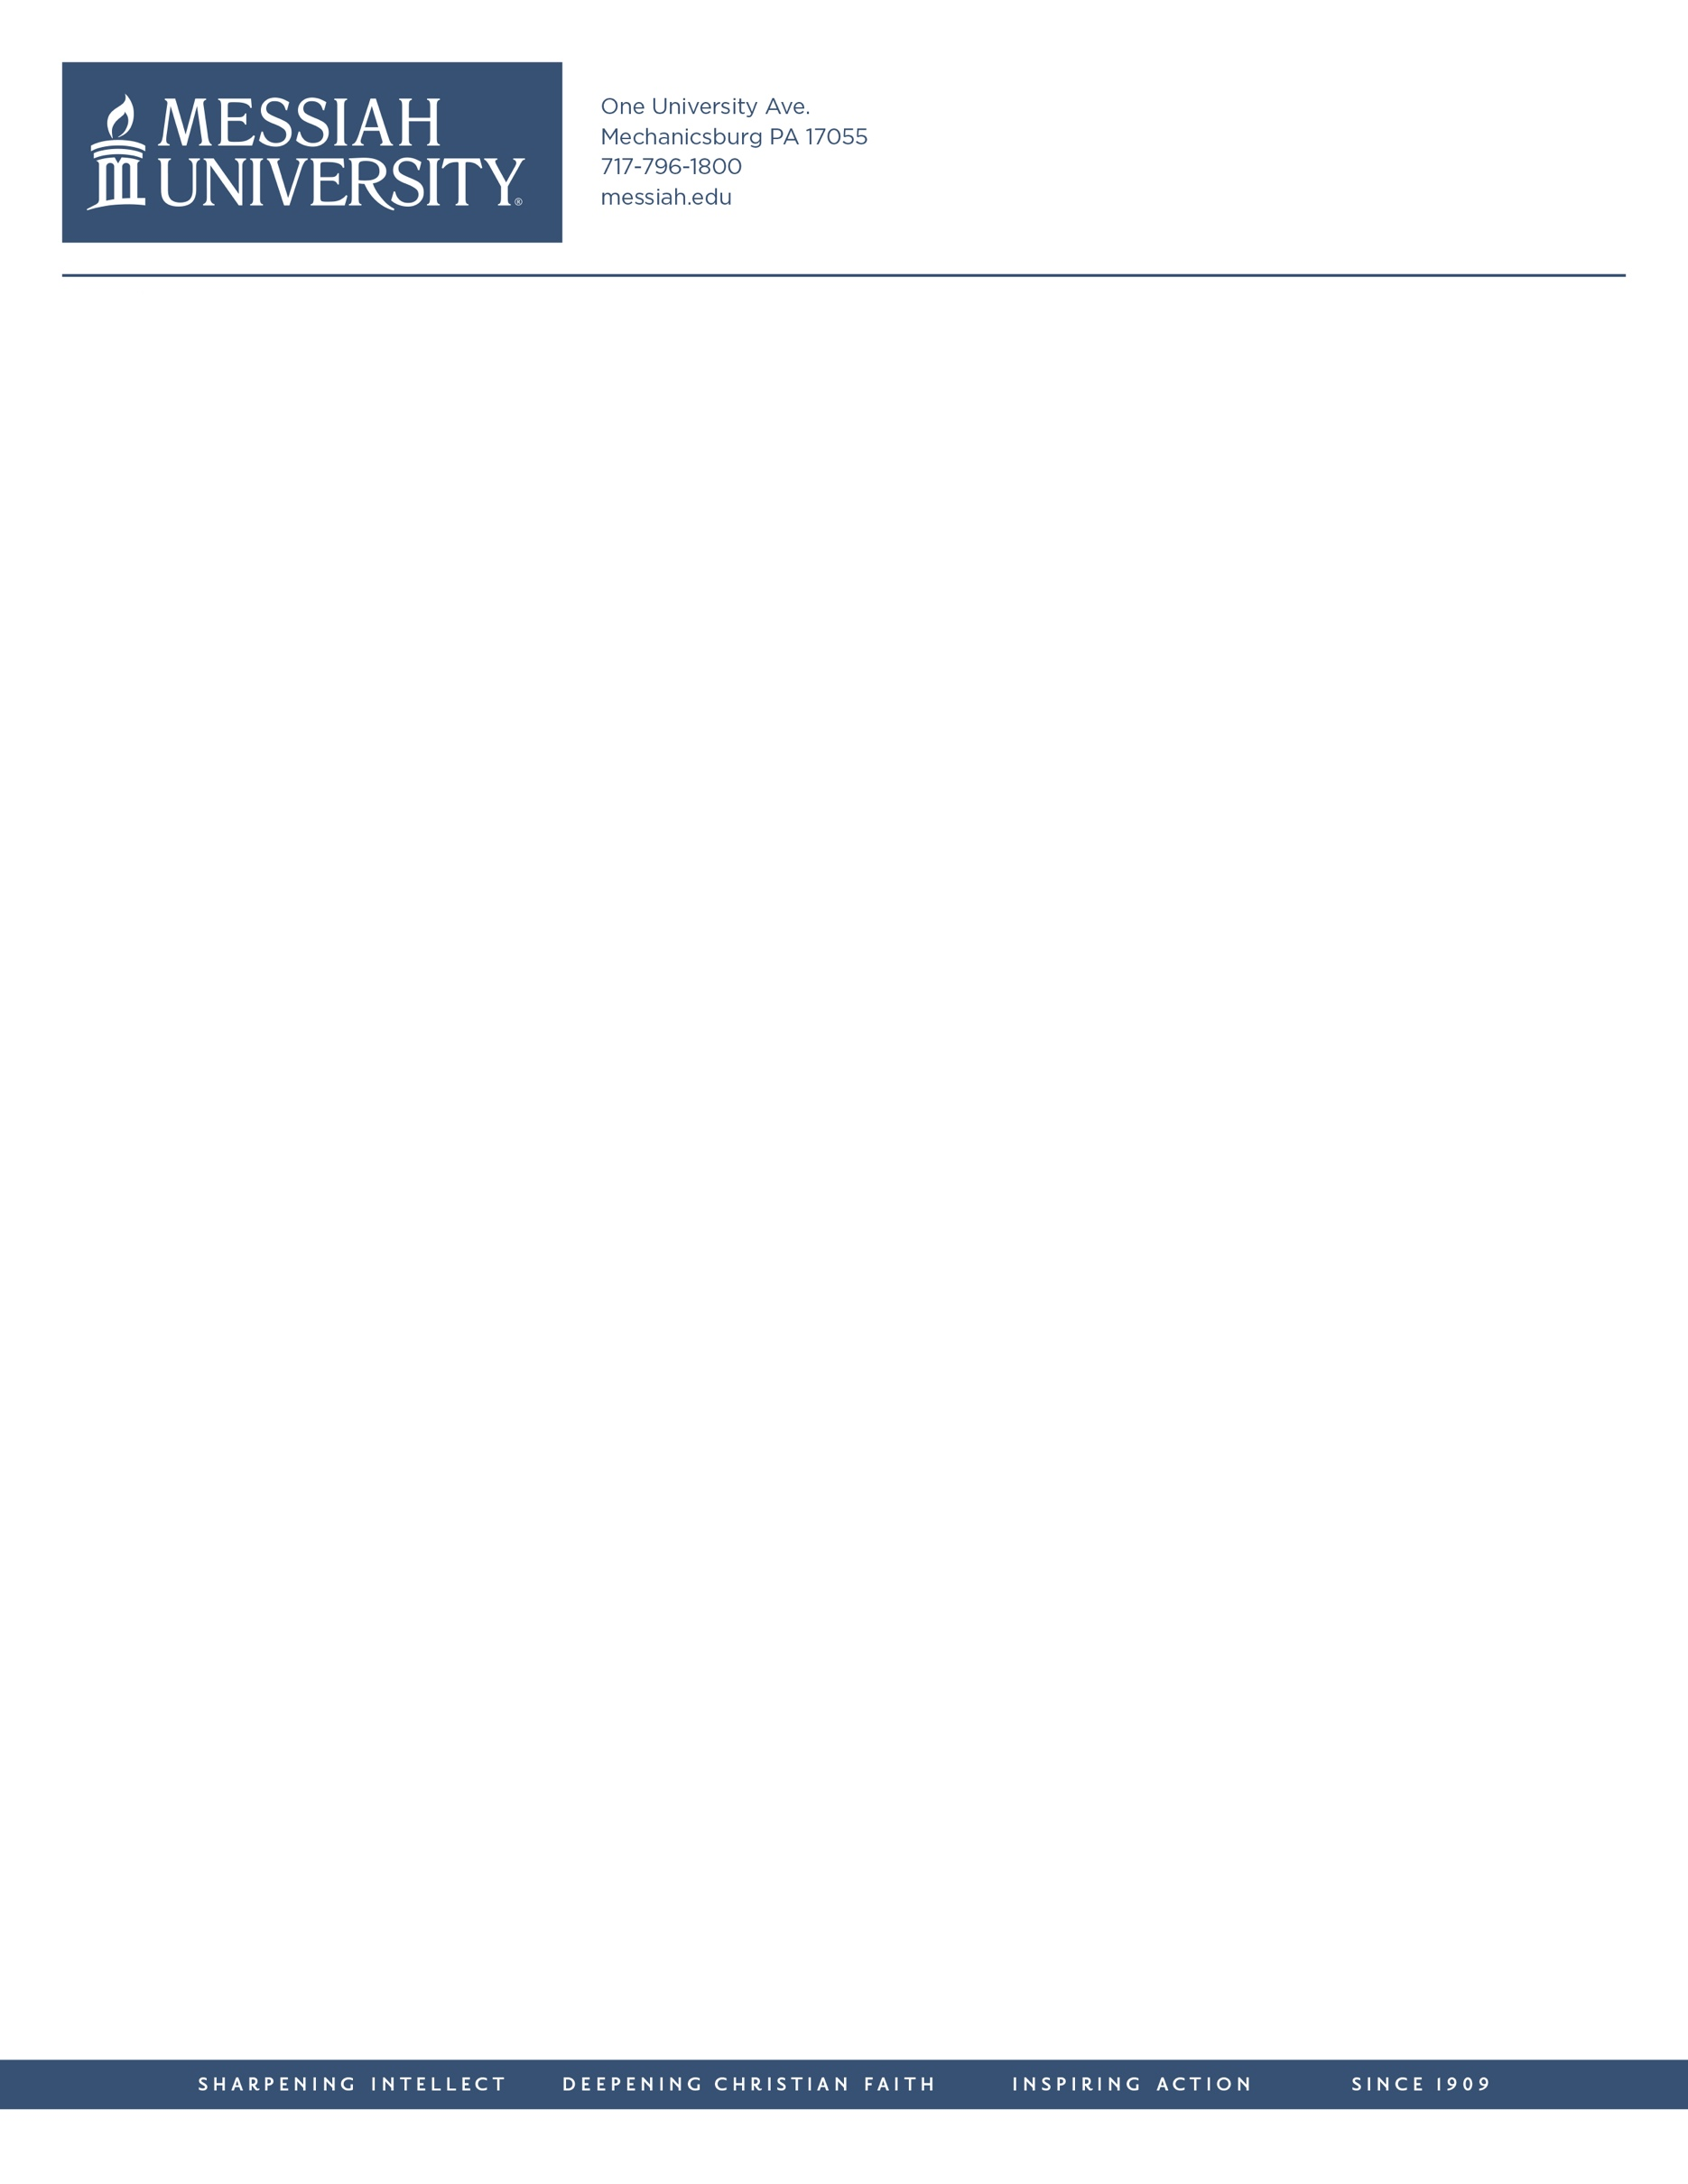 MESSIAH
UNIVERSITY®
One University Ave.
Mechanicsburg PA 17055
717-796-1800
messiah.edu
SHARPENING INTELLECT DEEPENING CHRISTIAN FAITH INSPIRING ACTION SINCE 1909